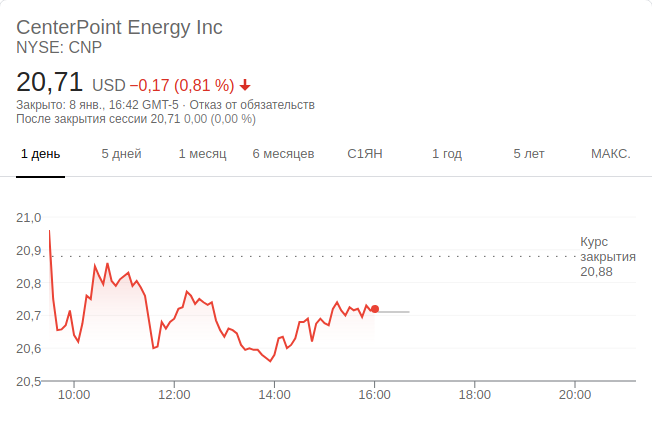 CenterPoint Energy Inc
NYSE: CNP
20,71 USD −0,17 (0,81 %)
Закрыто: 8 янв., 16:42 GMT-5 · Отказ от обязательств
После закрытия сессии 20,71 0,00 (0,00 %)
1 день 5 дней 1 месяц 6 месяцев С1ЯН 1 год 5 лет МАКС.
21,0
20,9
20,8
20,7
20,6
20,5
Курс
закрытия
20,88
10:00 12:00 14:00 16:00 18:00 20:00